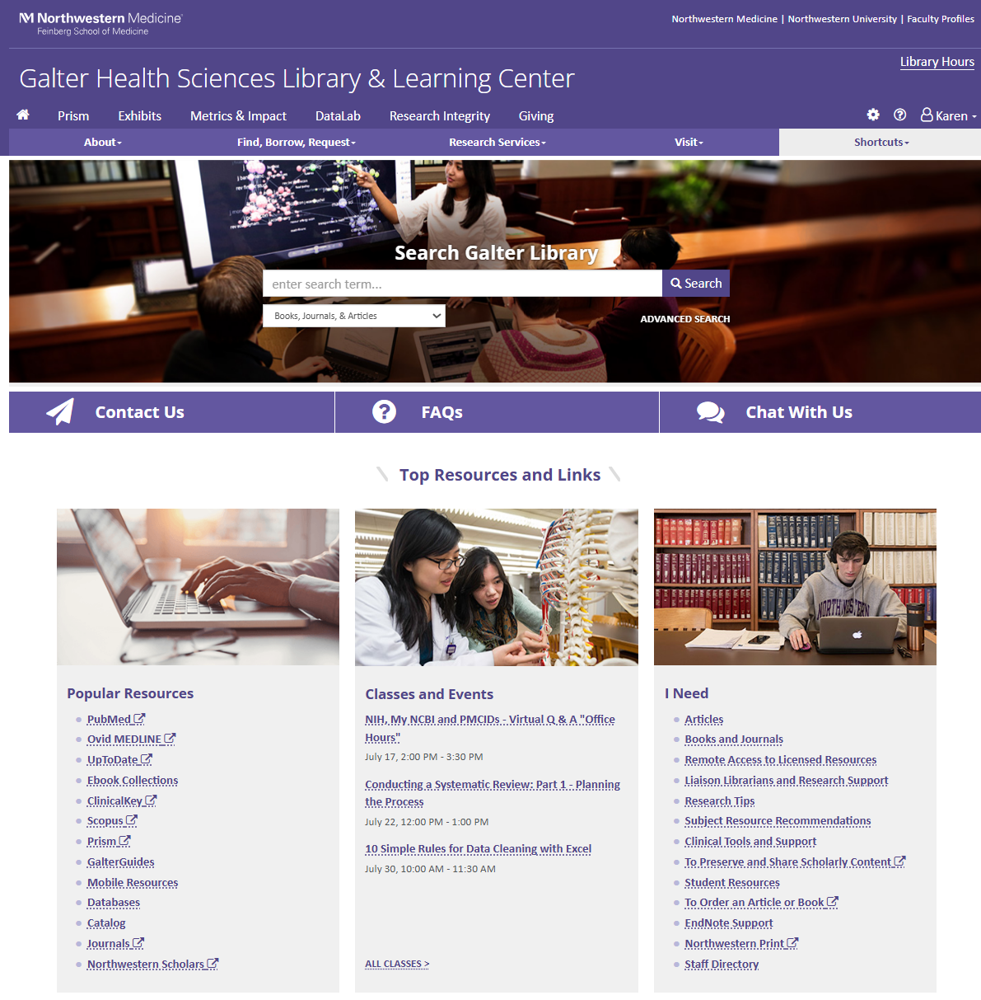 Northwestern Medicine®
Feinberg School of Medicine
Northwestern Medicine | Northwestern University | Faculty Profiles
Library Hours
Galter Health Sciences Library & Learning Center
Prism Exhibits Metrics & Impact DataLab Research Integrity Giving
Karen
About Find, Borrow, Request Research Services Visit Shortcuts
Search Galter Library
enter search term...
Search
Books, Journals, & Articles
ADVANCED SEARCH
Contact Us
FAQs
Chat With Us
Top Resources and Links
NORTHWESTERN
Popular Resources
PubMed
Ovid MEDLINE
UpToDate
Ebook Collections
ClinicalKey
Scopus
Prism
GalterGuides
Mobile Resources
Databases
Catalog
Journals
Northwestern Scholars
Classes and Events
NIH, My NCBI and PMCIDs - Virtual Q & A "Office
Hours"
July 17, 2:00 PM - 3:30 PM
Conducting a Systematic Review: Part 1 - Planning
the Process
July 22, 12:00 PM - 1:00 PM
10 Simple Rules for Data Cleaning with Excel
July 30, 10:00 AM - 11:30 AM
ALL CLASSES >
I Need
Articles
Books and Journals
Remote Access to Licensed Resources
Liaison Librarians and Research Support
Research Tips
Subject Resource Recommendations
Clinical Tools and Support
To Preserve and Share Scholarly Content
Student Resources
To Order an Article or Book
EndNote Support
Northwestern Print
Staff Directory